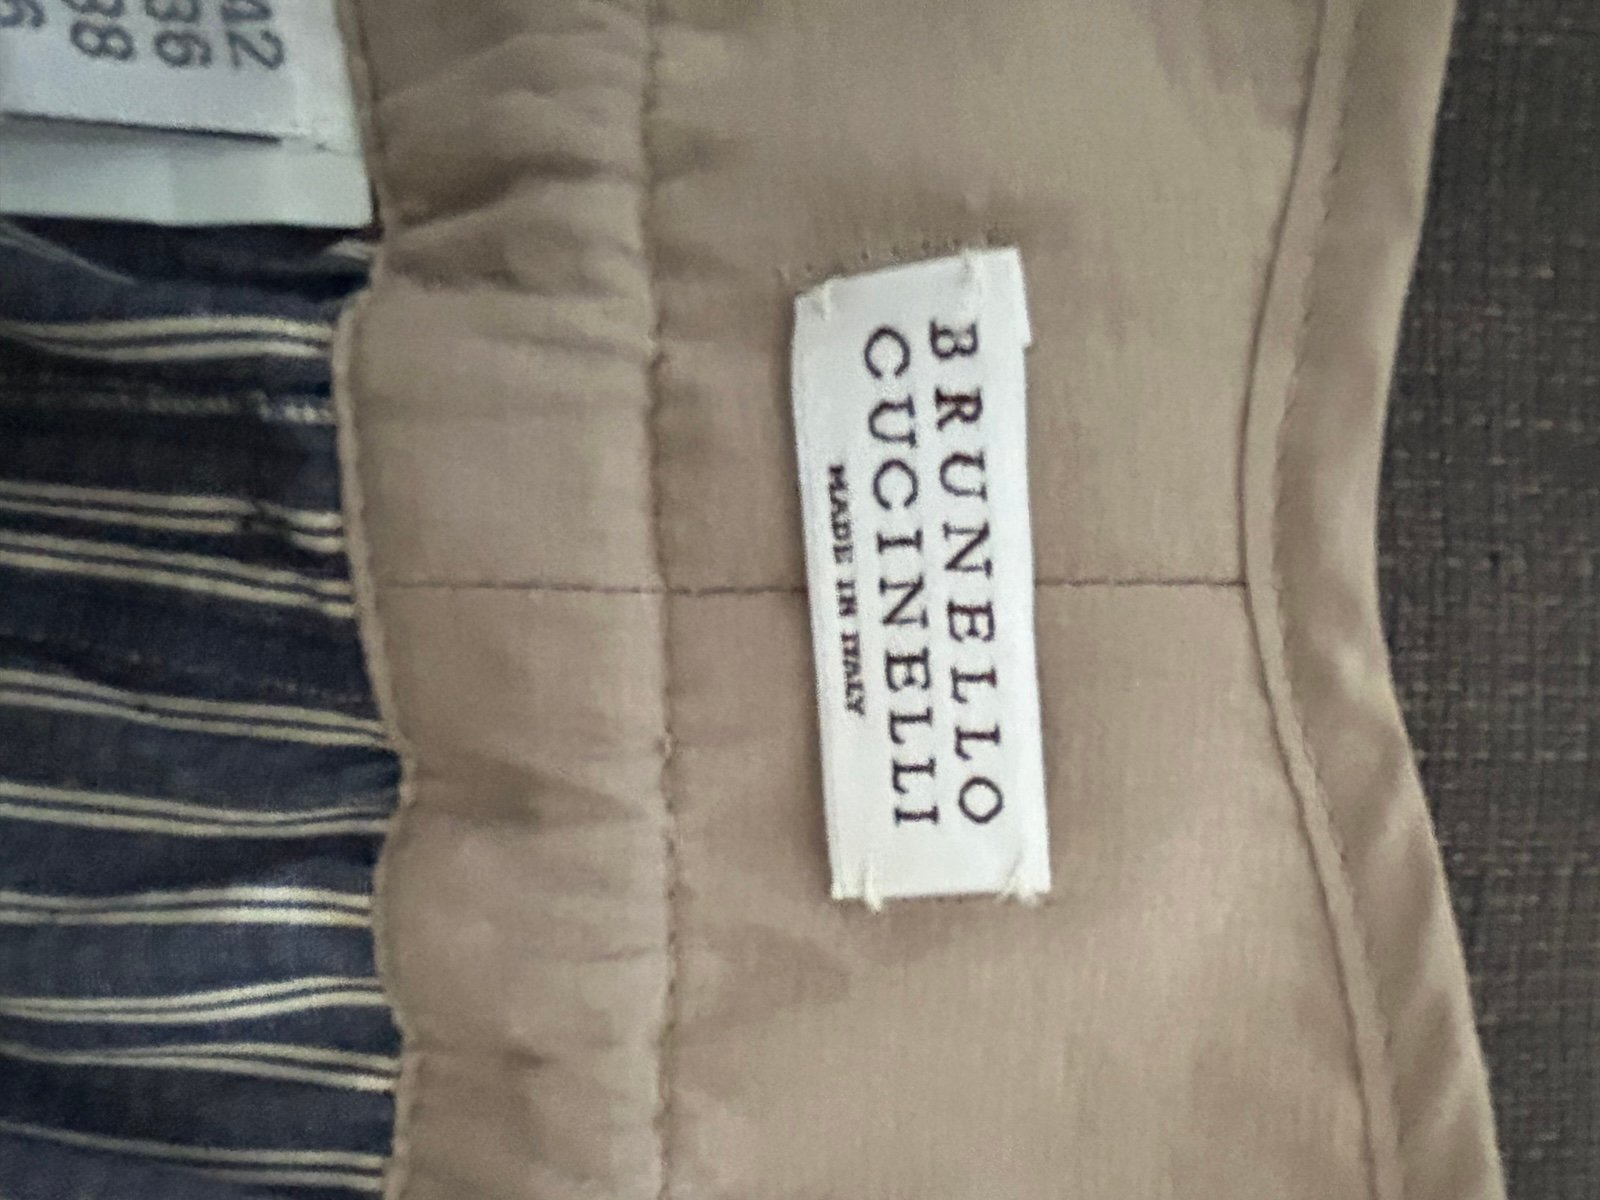 BRUNELLO
CUCINELLI
MADE IN ITALY
42
36
38